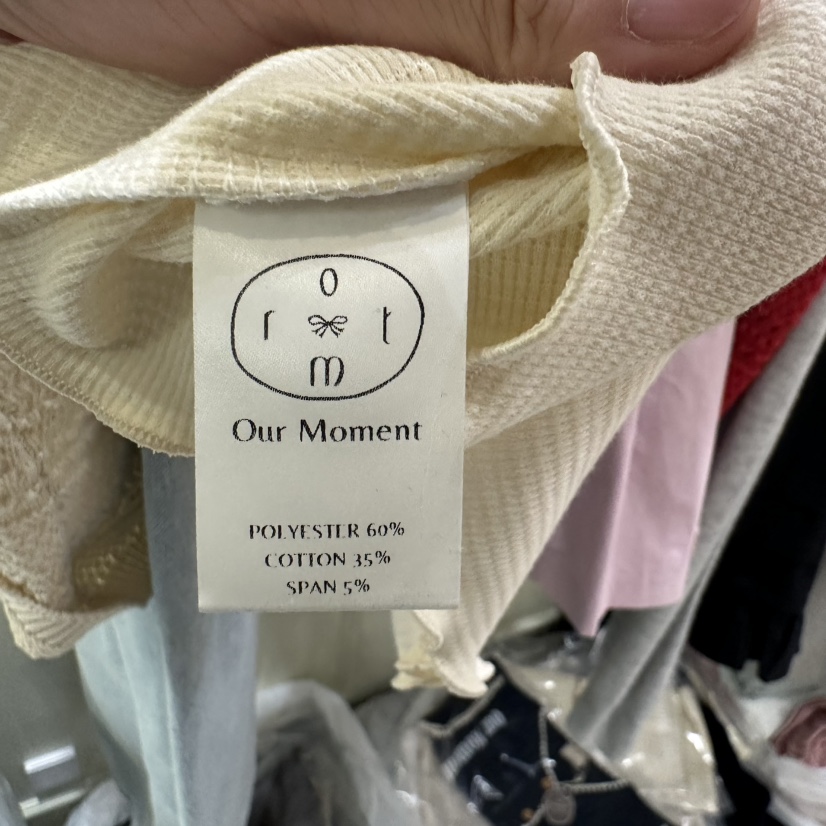 o
r t
m
Our Moment
POLYESTER 60%
COTTON 35%
SPAN 5%